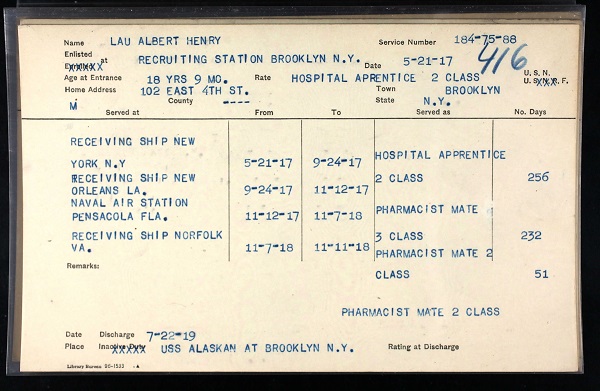 Name LAU ALBERT HENRY Service Number 184-75-88
Enlisted at RECRUITING STATION BROOKLYN N.Y. Date 5-21-17 416
Age at Entrance 18 YRS 9 MO. Rate HOSPITAL APRENTICE 2 CLASS U. S. N.
Home Address 102 EAST 4TH ST. Town BROOKLYN
M County ---- State N.Y.
Served at From To Served as No. Days
RECEIVING SHIP NEW
YORK N.Y 5-21-17 9-24-17 HOSPITAL APPRENTICE
RECEIVING SHIP NEW 2 CLASS 256
ORLEANS LA. 9-24-17 11-12-17
NAVAL AIR STATION
PENSACOLA FLA. 11-12-17 11-7-18 PHARMACIST MATE
RECEIVING SHIP NORFOLK 3 CLASS 232
VA. 11-7-18 11-11-18 PHARMACIST MATE 2
Remarks: CLASS 51
PHARMACIST MATE 2 CLASS
Date Discharge 7-22-19
Place USS ALASKAN AT BROOKLYN N.Y. Rating at Discharge
Library Bureau